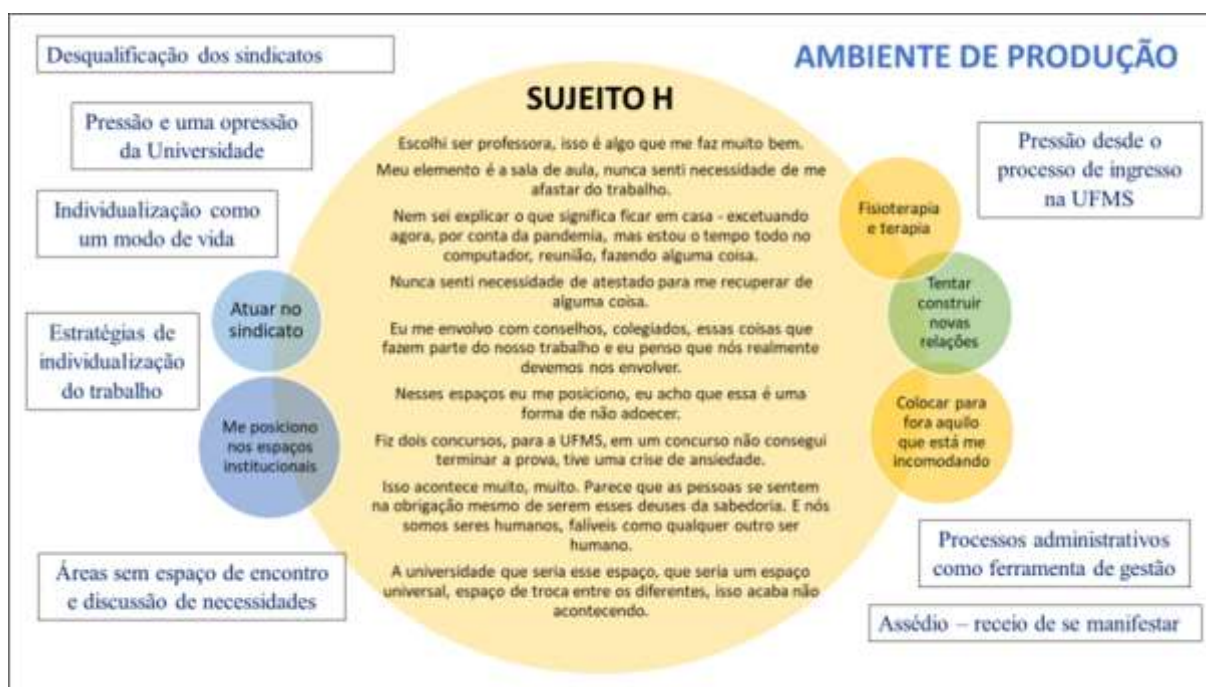 Desqualificação dos sindicatos
AMBIENTE DE PRODUÇÃO
Pressão e uma opressão
da Universidade
Individualização como
um modo de vida
Estratégias de
individualização
do trabalho
Áreas sem espaço de encontro
e discussão de necessidades
Atuar no
sindicato
Me posiciono
nos espaços
institucionais
SUJEITO H
Escolhi ser professora, isso é algo que me faz muito bem.
Meu elemento é a sala de aula, nunca senti necessidade de me
afastar do trabalho.
Nem sei explicar o que significa ficar em casa - excetuando
agora, por conta da pandemia, mas estou o tempo todo no
computador, reunião, fazendo alguma coisa.
Nunca senti necessidade de atestado para me recuperar de
alguma coisa.
Eu me envolvo com conselhos, colegiados, essas coisas que
fazem parte do nosso trabalho e eu penso que nós realmente
devemos nos envolver.
Nesses espaços eu me posiciono, eu acho que essa é uma
forma de não adoecer.
Fiz dois concursos, para a UFMS, em um concurso não consegui
terminar a prova, tive uma crise de ansiedade.
Isso acontece muito, muito. Parece que as pessoas se sentem
na obrigação mesmo de serem esses deuses da sabedoria. E nós
somos seres humanos, falíveis como qualquer outro ser
humano.
A universidade que seria esse espaço, que seria um espaço
universal, espaço de troca entre os diferentes, isso acaba não
acontecendo.
Fisioterapia
e terapia
Tentar
construir
novas
relações
Colocar para
fora aquilo
que está me
incomodando
Pressão desde o
processo de ingresso
na UFMS
Processos administrativos
como ferramenta de gestão
Assédio – receio de se manifestar